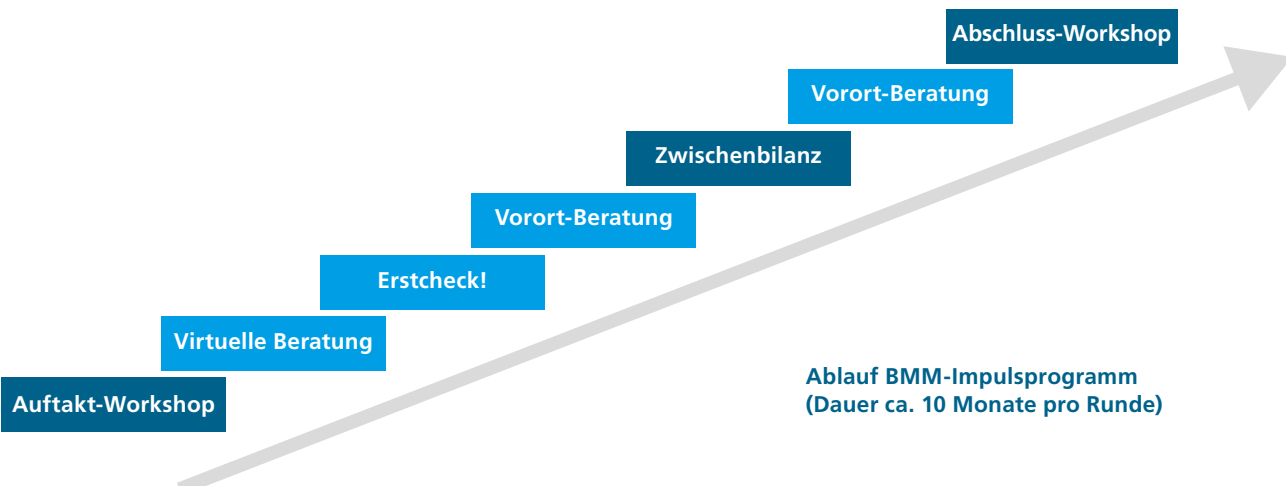 Abschluss-Workshop
Vorort-Beratung
Zwischenbilanz
Vorort-Beratung
Erstcheck!
Virtuelle Beratung
Auftakt-Workshop
Ablauf BMM-Impulsprogramm
(Dauer ca. 10 Monate pro Runde)